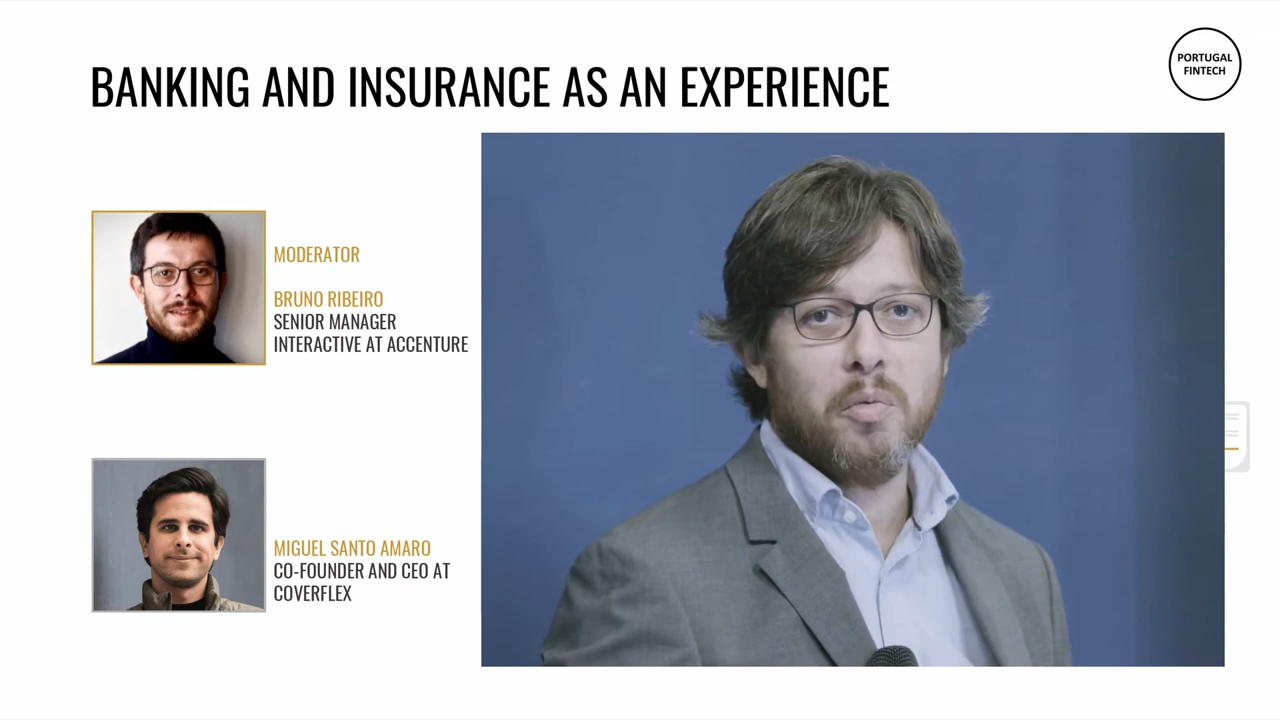 BANKING AND INSURANCE AS AN EXPERIENCE
PORTUGAL
FINTECH
MODERATOR
BRUNO RIBEIRO
SENIOR MANAGER
INTERACTIVE AT ACCENTURE
MIGUEL SANTO AMARO
CO-FOUNDER AND CEO AT
COVERFLEX